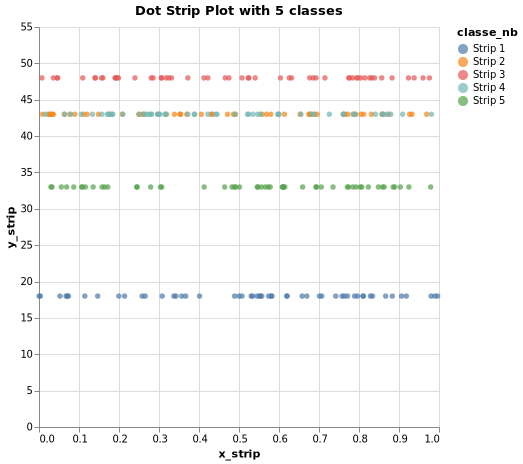 Dot Strip Plot with 5 classes
classe_nb
Strip 1
Strip 2
Strip 3
Strip 4
Strip 5
y_strip
55
50
45
40
35
30
25
20
15
10
5
0
0.0 0.1 0.2 0.3 0.4 0.5 0.6 0.7 0.8 0.9 1.0
x_strip